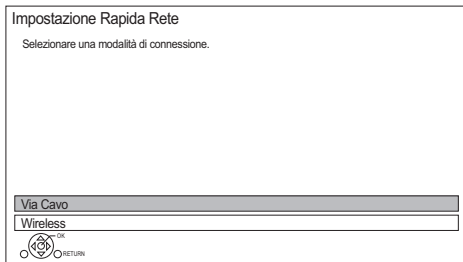 Impostazione Rapida Rete
Selezionare una modalità di connessione.
Via Cavo
Wireless
OK
RETURN